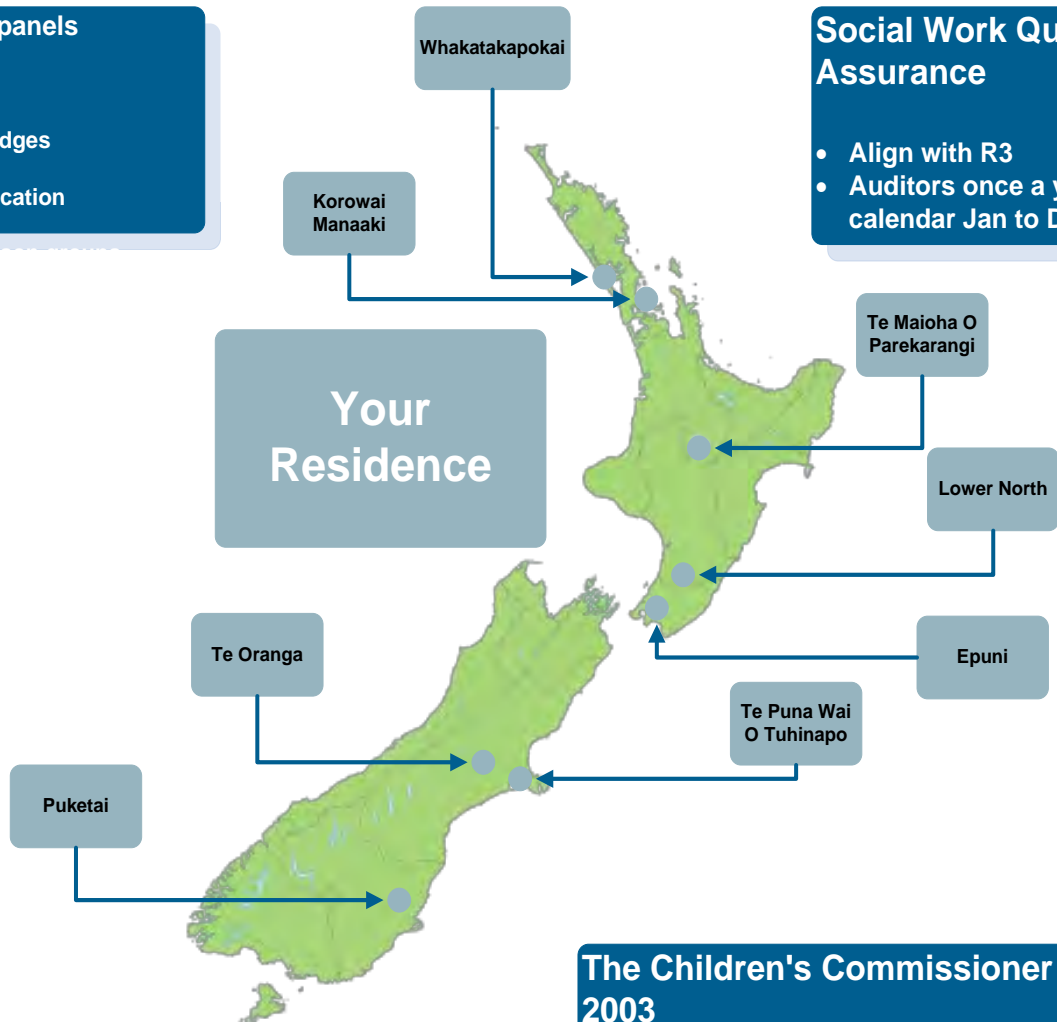 panels
Whakatakapokai
Social Work Qu
Assurance
dges
cation
• Align with R3
• Auditors once a y
calendar Jan to D
Korowai
Manaaki
Te Maioha O
Parekarangi
Your
Residence
Lower North
Te Oranga
Epuni
Te Puna Wai
O Tuhinapo
Puketai
The Children's Commissioner
2003